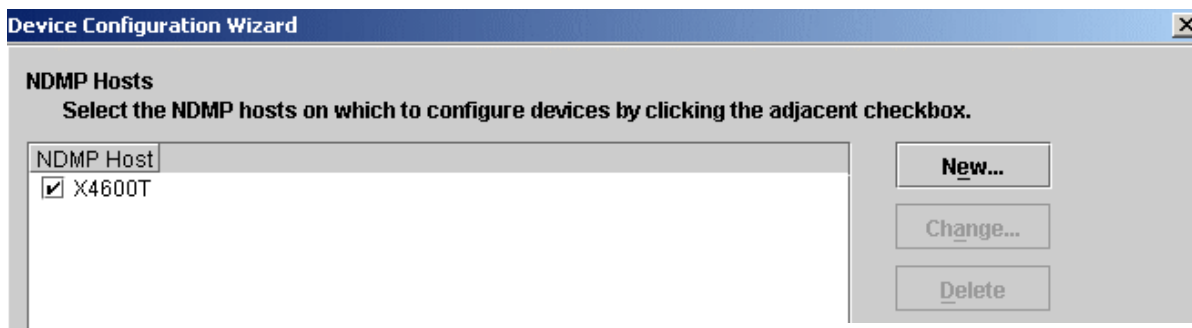 Device Configuration Wizard
NDMP Hosts
Select the NDMP hosts on which to configure devices by clicking the adjacent checkbox.
NDMP Host
X4600T
New...
Change...
Delete